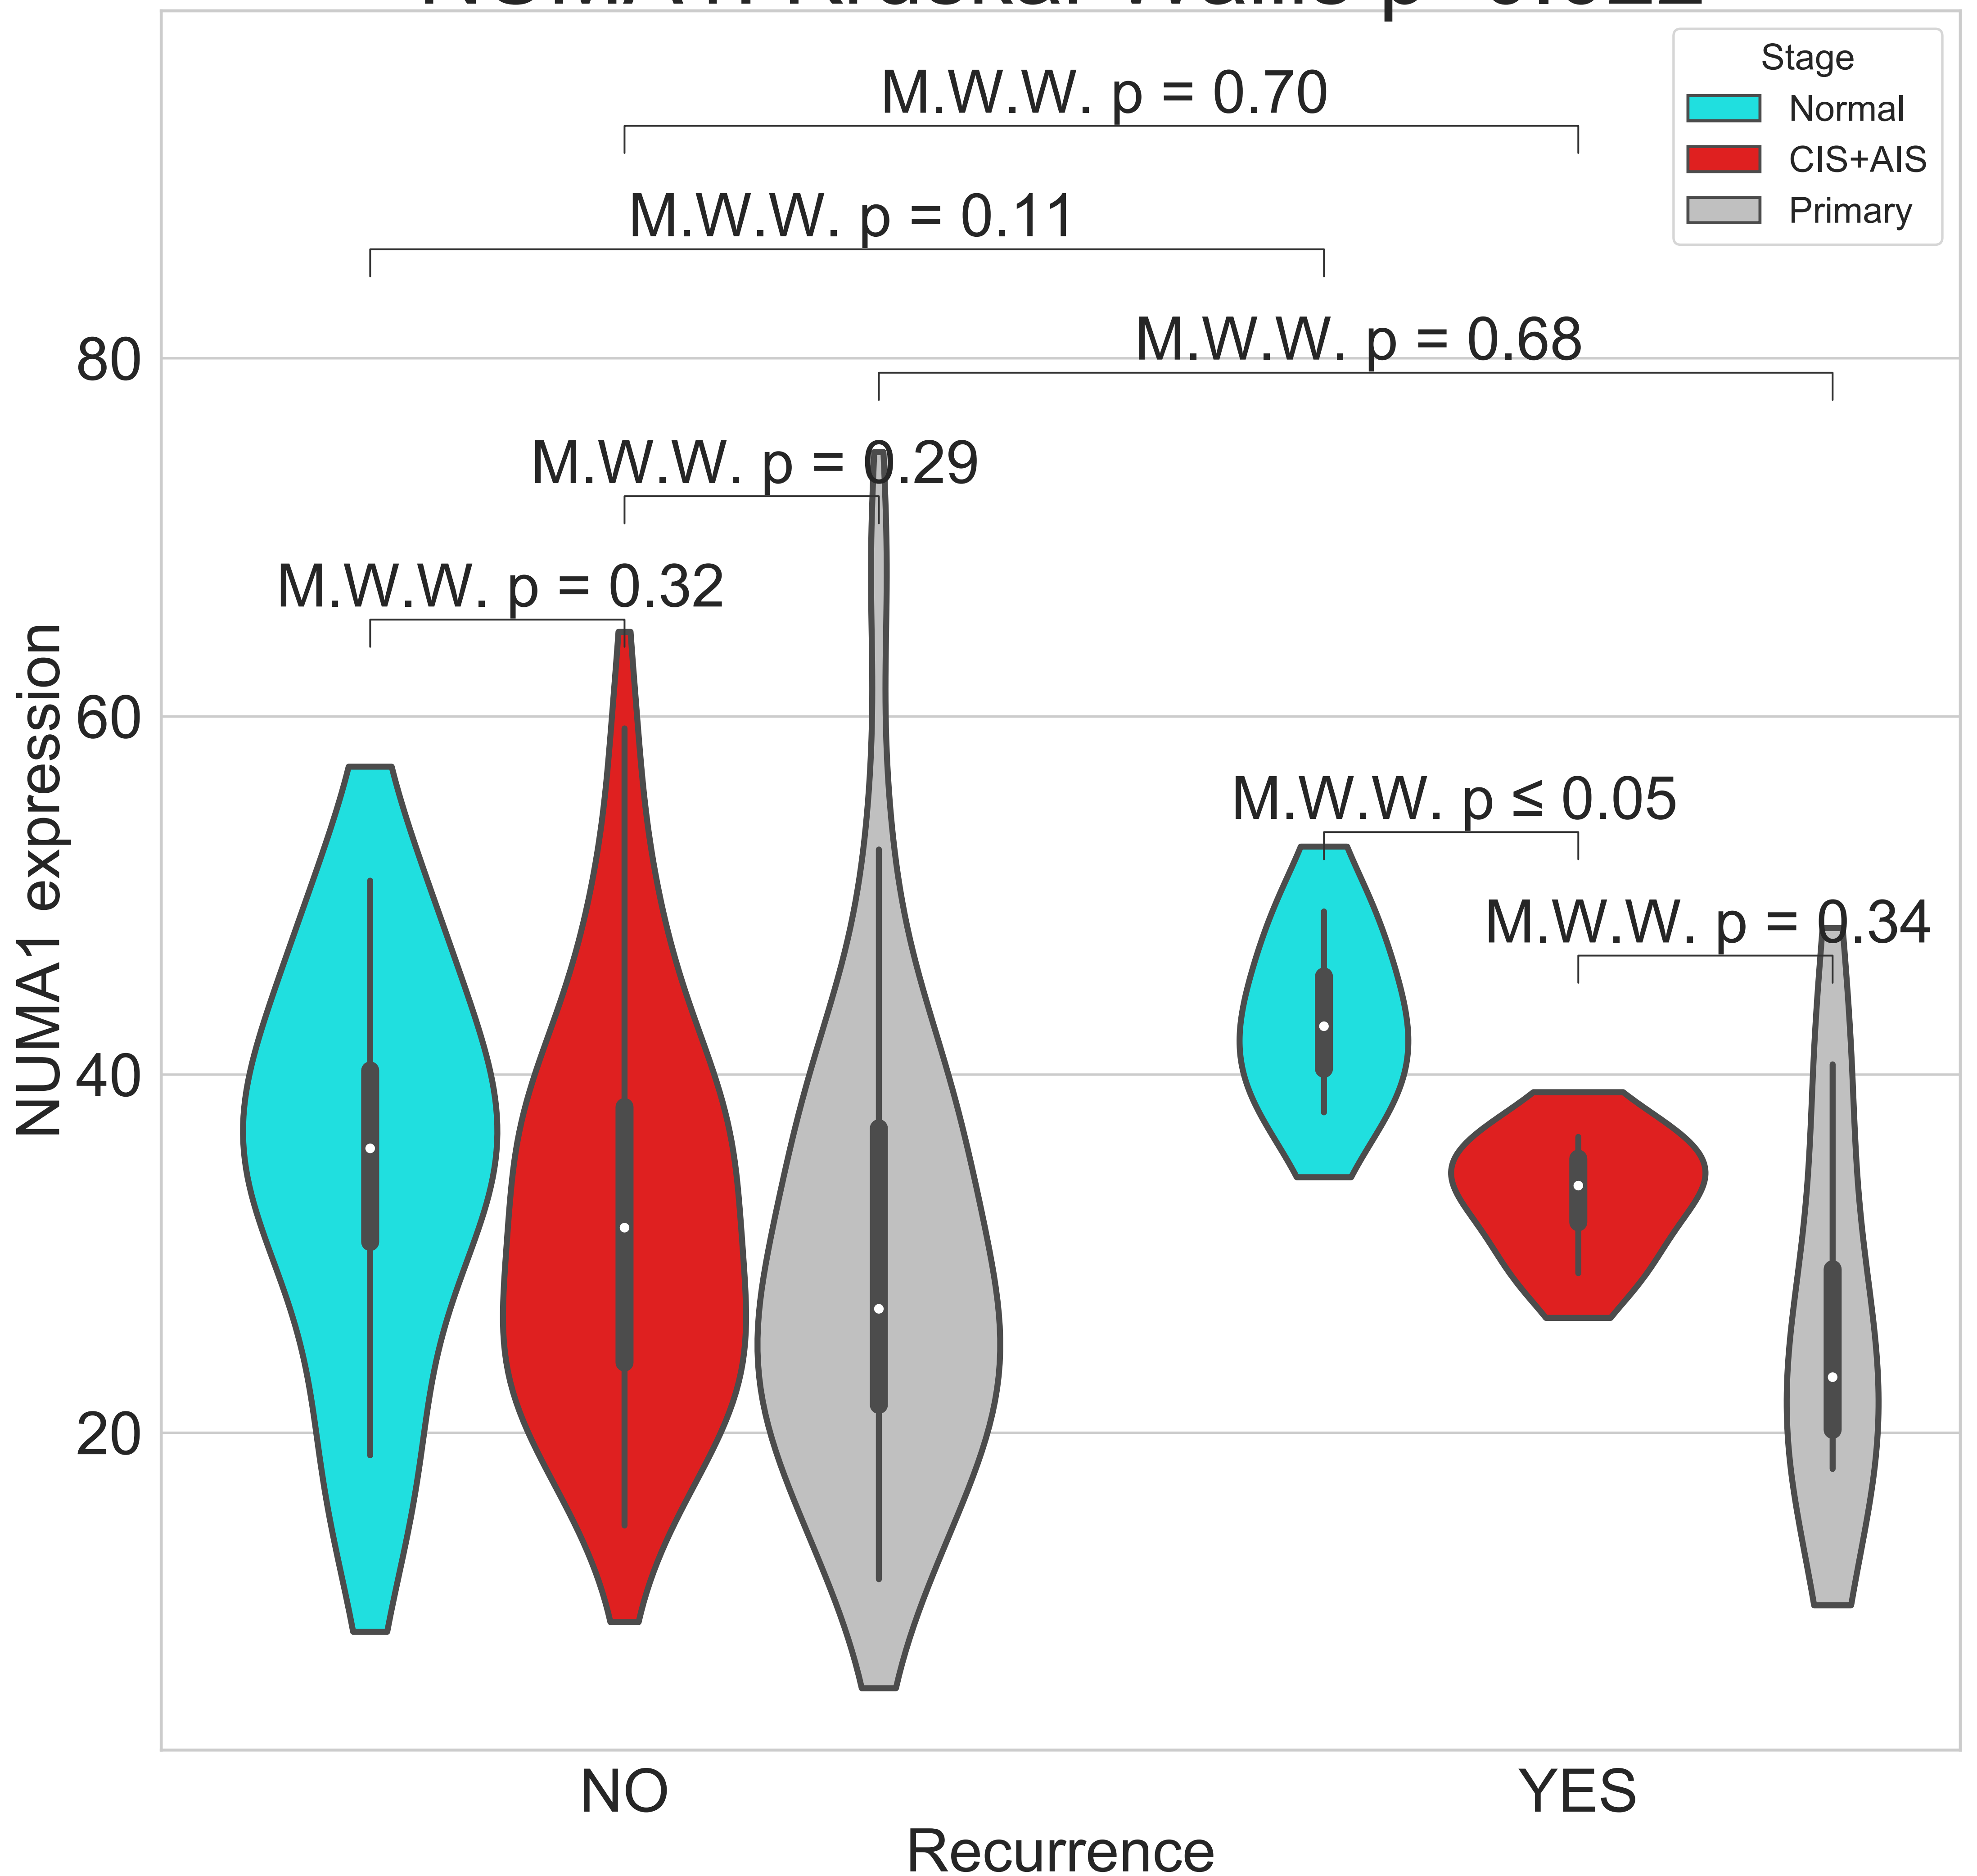 Stage
Normal
CIS+AIS
Primary
M.W.W. p = 0.70
M.W.W. p = 0.11
M.W.W. p = 0.68
M.W.W. p = 0.29
M.W.W. p = 0.32
M.W.W. p ≤ 0.05
M.W.W. p = 0.34
80
60
40
20
NUMA1 expression
NO
YES
Recurrence